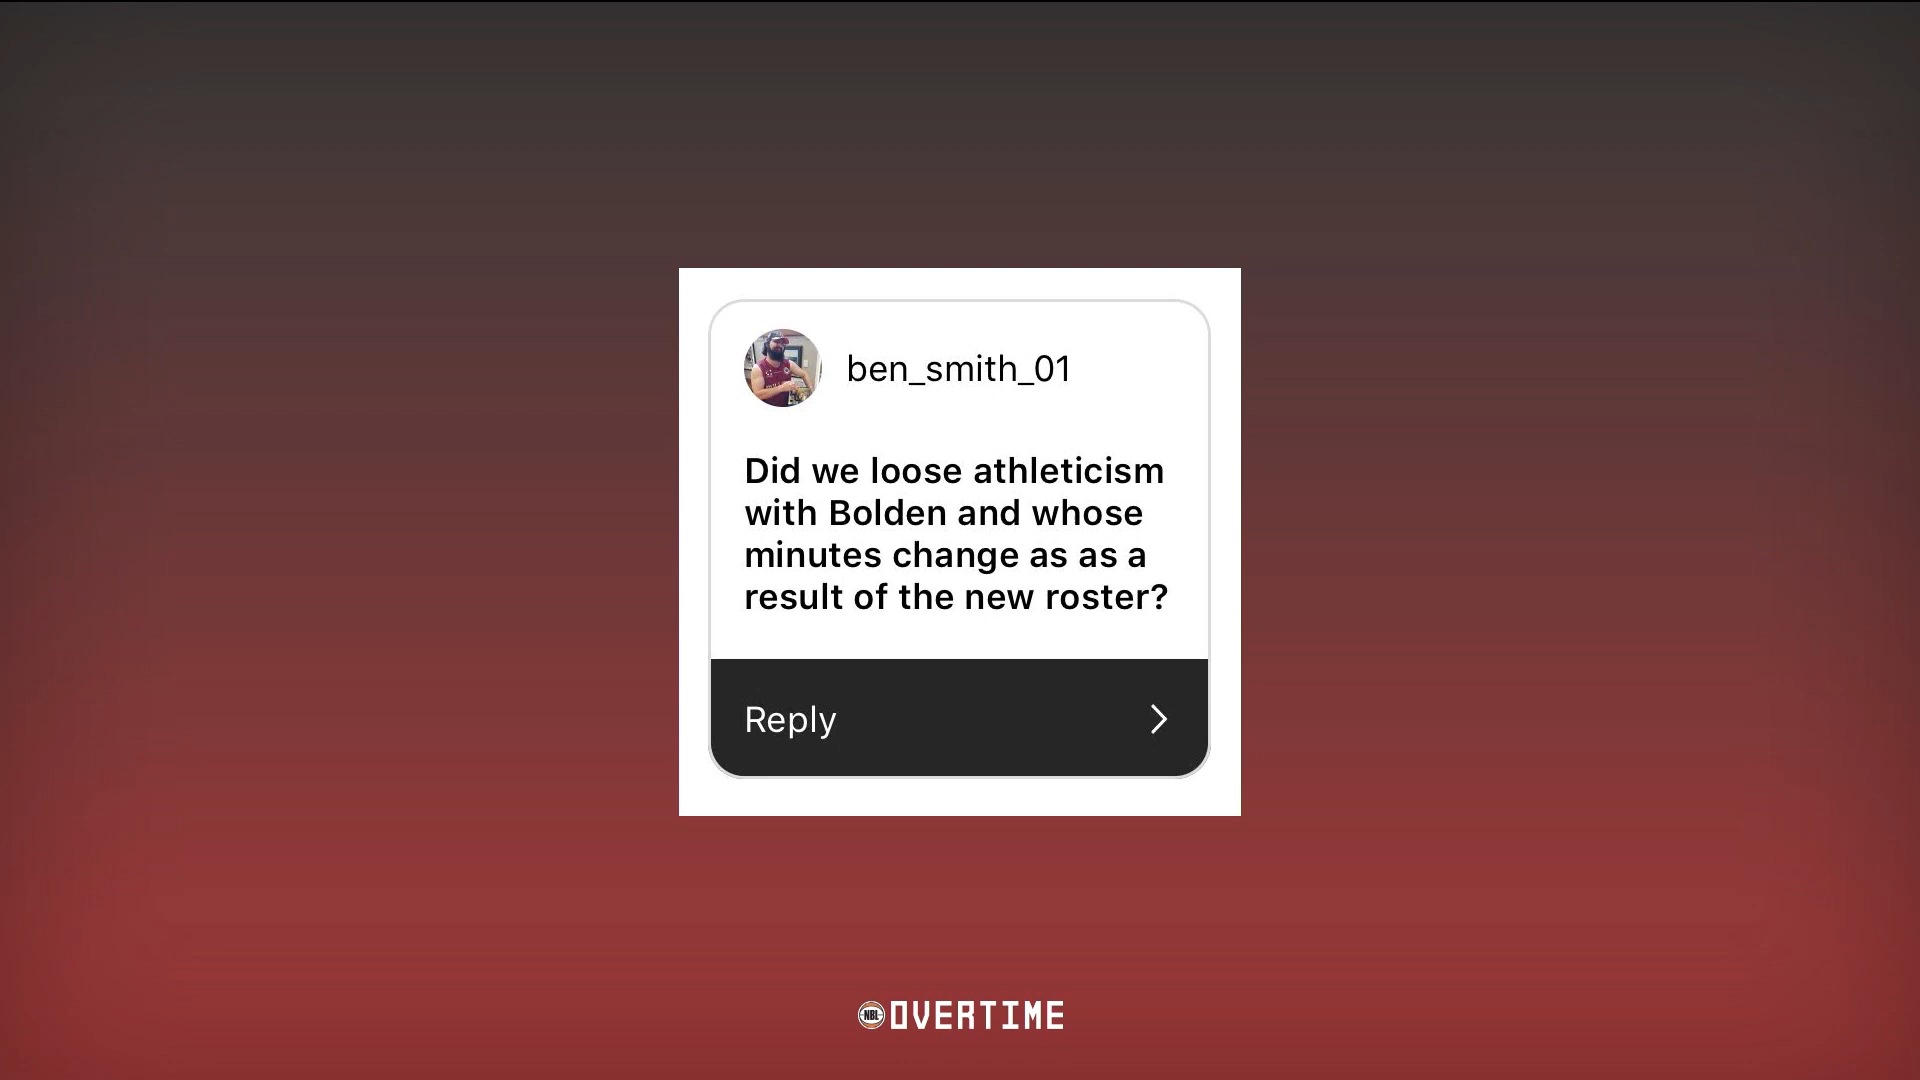 ben_smith_01
Did we loose athleticism
with Bolden and whose
minutes change as as a
result of the new roster?
Reply
NBL OVERTIME